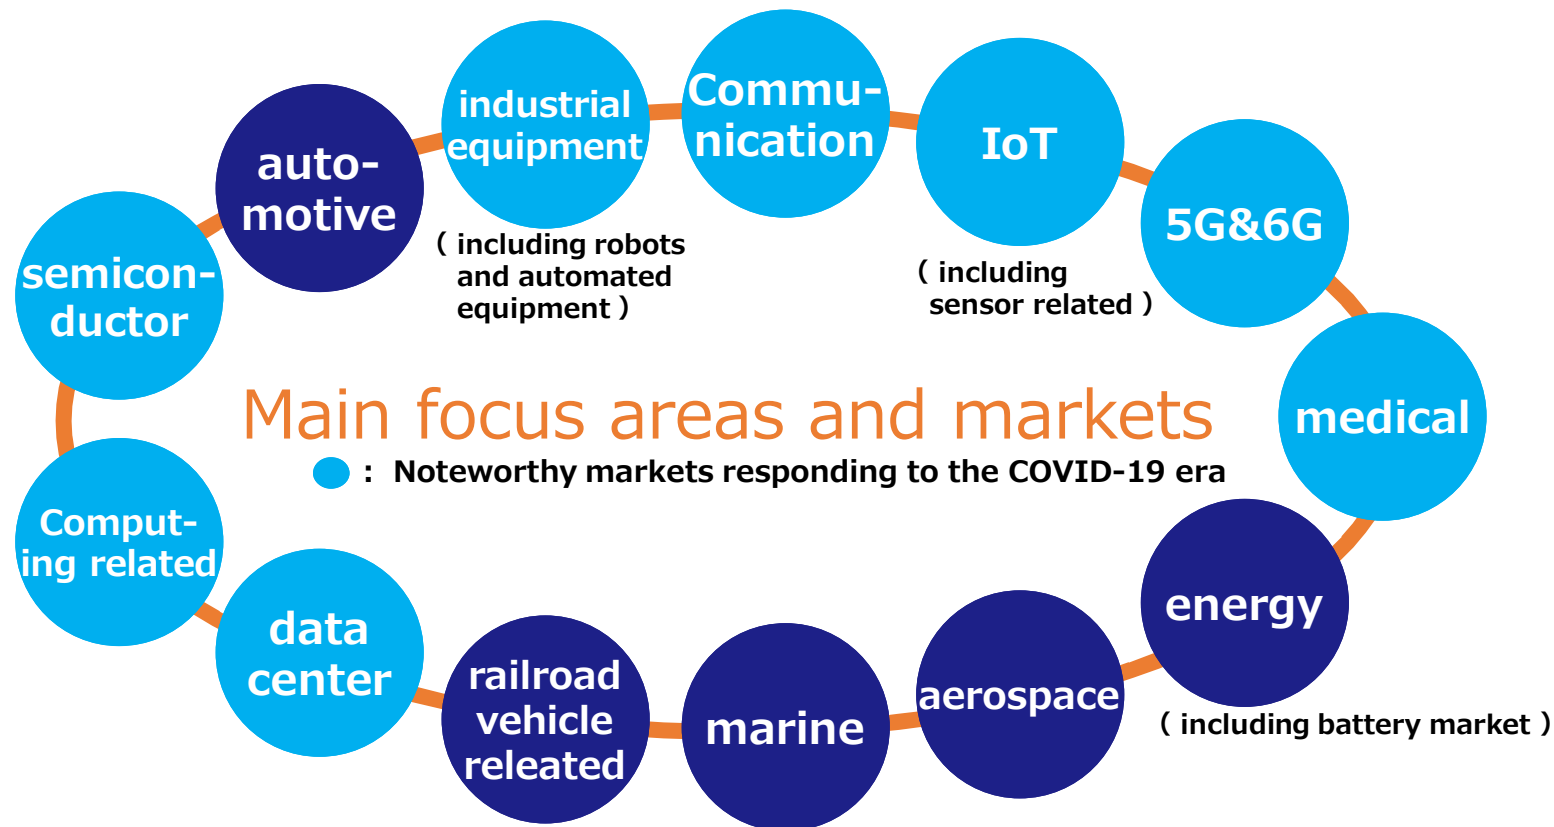 industrial
equipment
Commu-
nication
IoT
auto-
motive
5G&6G
( including robots
and automated
equipment )
( including
sensor related )
semicon-
ductor
Main focus areas and markets
: Noteworthy markets responding to the COVID-19 era
medical
Comput-
ing related
energy
data
center
railroad
vehicle
releated
marine
aerospace
( including battery market )